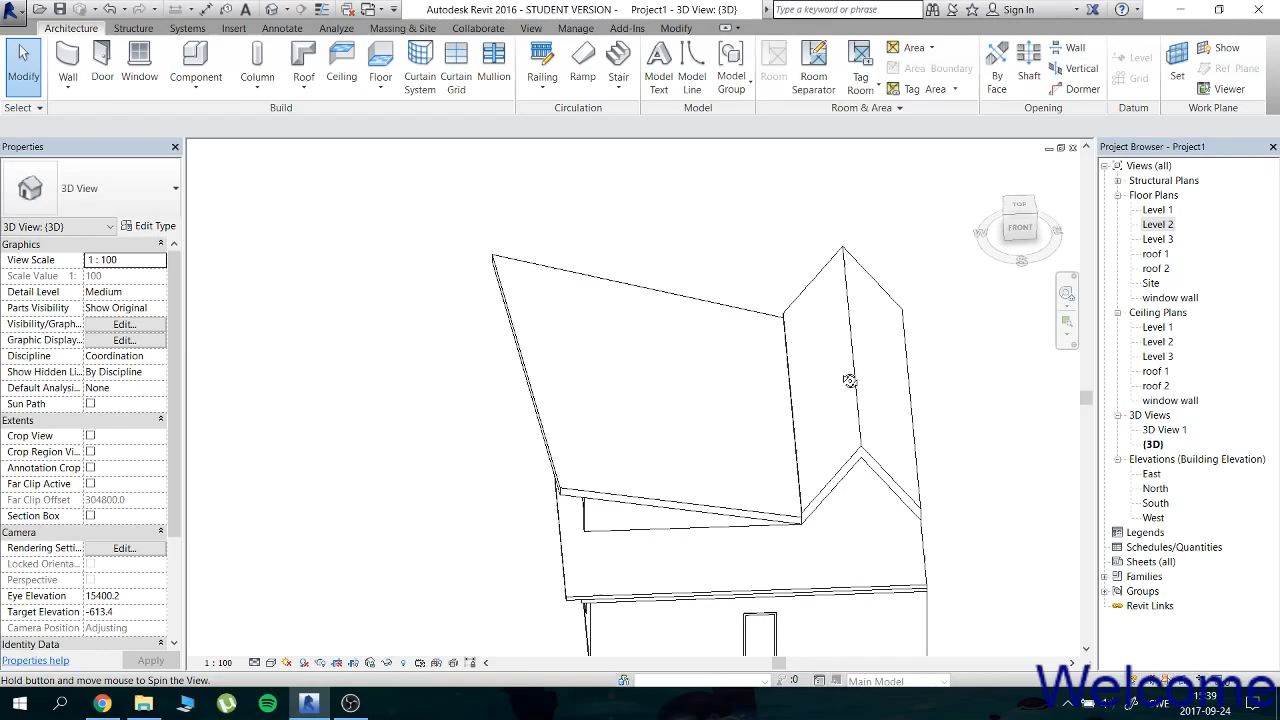 Autodesk Revit 2016 - STUDENT VERSION - Project1 - 3D View: {3D}
Type a keyword or phrase
Sign In
Architecture Structure Systems Insert Annotate Analyze Massing & Site Collaborate View Manage Add-Ins Modify
Modify Wall Door Window Component Column Roof Ceiling Floor Curtain System Curtain Grid Mullion Railing Ramp Stair Model Text Model Line Model Group Room Room Separator Tag Room
Area
Area Boundary
Tag Area
By Face Shaft
Wall
Vertical
Dormer
Level
Grid
Set
Show
Ref Plane
Viewer
Select Build Circulation Model Room & Area Opening Datum Work Plane
Properties
3D View
3D View: {3D} Edit Type
Graphics
View Scale 1 : 100
Scale Value 1: 100
Detail Level Medium
Parts Visibility Show Original
Visibility/Graph... Edit...
Graphic Display... Edit...
Discipline Coordination
Show Hidden Li... By Discipline
Default Analysi... None
Sun Path
Extents
Crop View
Crop Region Vi...
Annotation Crop
Far Clip Active
Far Clip Offset 304800.0
Section Box
Camera
Rendering Setti... Edit...
Locked Orienta...
Perspective
Eye Elevation 15400.2
Target Elevation -613.4
Camera Position Adjusting
Identity Data
Properties help Apply
TOP
FRONT
1 : 100
Project Browser - Project1
Views (all)
Structural Plans
Floor Plans
Level 1
Level 2
Level 3
roof 1
roof 2
Site
window wall
Ceiling Plans
Level 1
Level 2
Level 3
roof 1
roof 2
window wall
3D Views
3D View 1
{3D}
Elevations (Building Elevation)
East
North
South
West
Legends
Schedules/Quantities
Sheets (all)
Families
Groups
Revit Links
Hold button and move mouse to Spin the View.
:0
Main Model
Welcome
SWE
15:39
2017-09-24